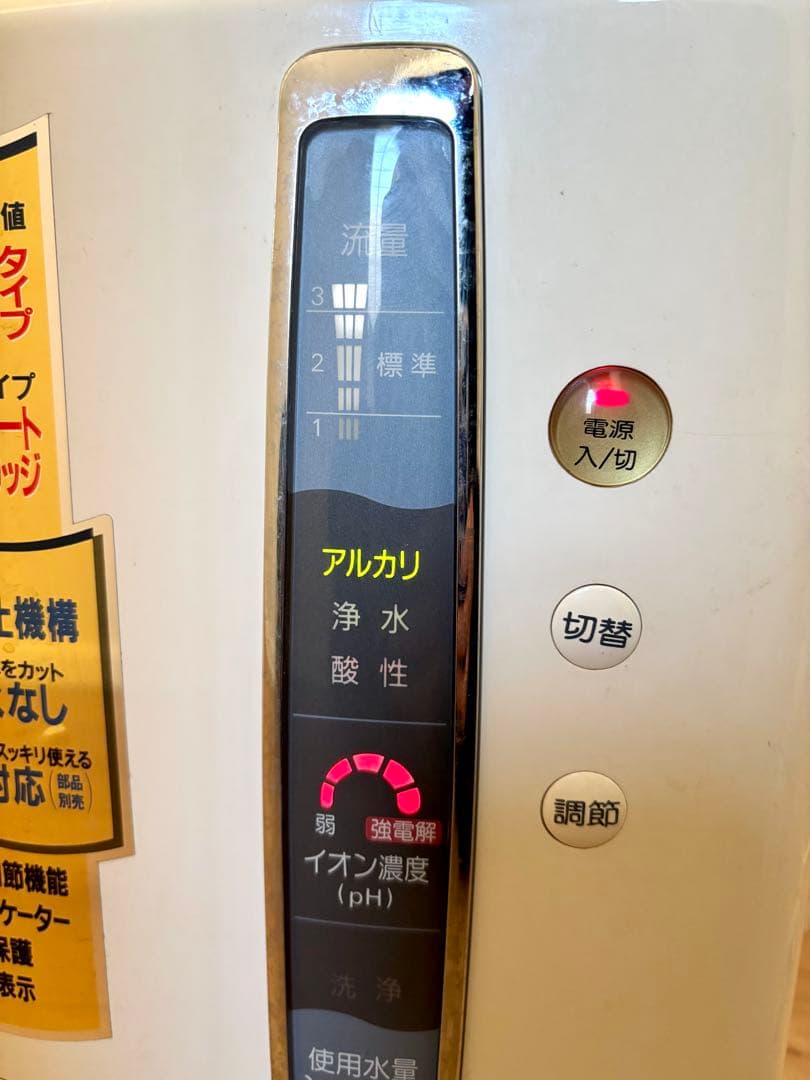 値
タイプ
イプ
ート
ッジ
機構
をカット
なし
スッキリ使える
対応(部品別売)
節機能
ケーター
保護
表示
流量
3
2 標準
1
アルカリ
浄水
酸性
弱 強電解
イオン濃度
(pH)
洗浄
使用水量
電源
入/切
切替
調節